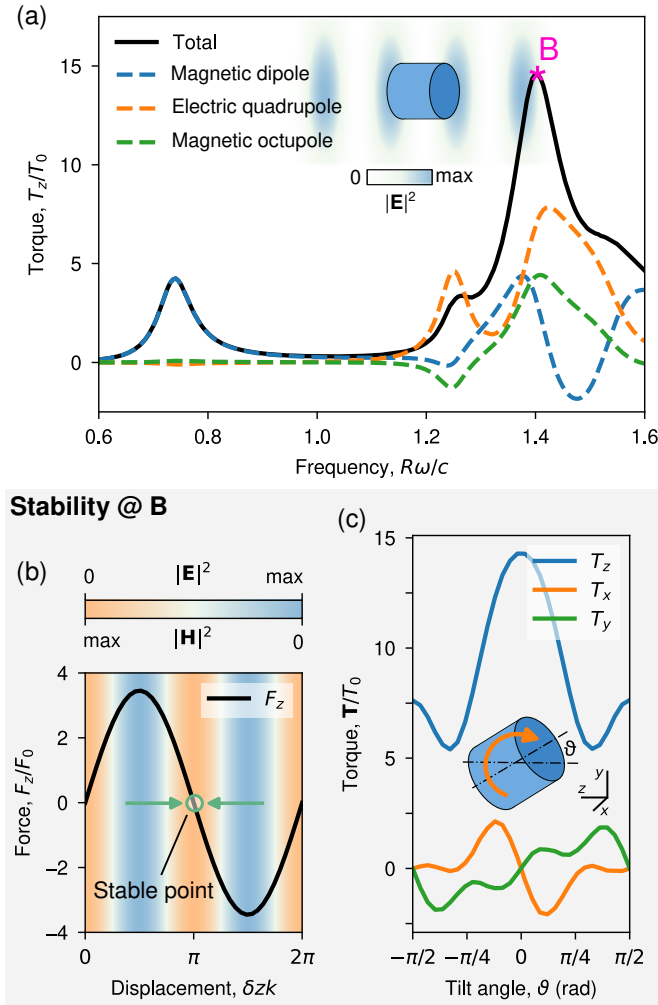 (a)
Total
Magnetic dipole
Electric quadrupole
Magnetic octupole
B
0 max
|E|²
Torque, T_z/T_0
15
10
5
0
0.6 0.8 1.0 1.2 1.4 1.6
Frequency, Rω/c
Stability @ B
(b)
0 |E|² max
max |H|² 0
F_z
Force, F_z/F_0
4
2
0
−2
−4
Stable point
0 π 2π
Displacement, δzk
(c)
T_z
T_x
T_y
Torque, T/T_0
15
10
5
0
ϑ
y
z
x
−π/2 −π/4 0 π/4 π/2
Tilt angle, ϑ (rad)